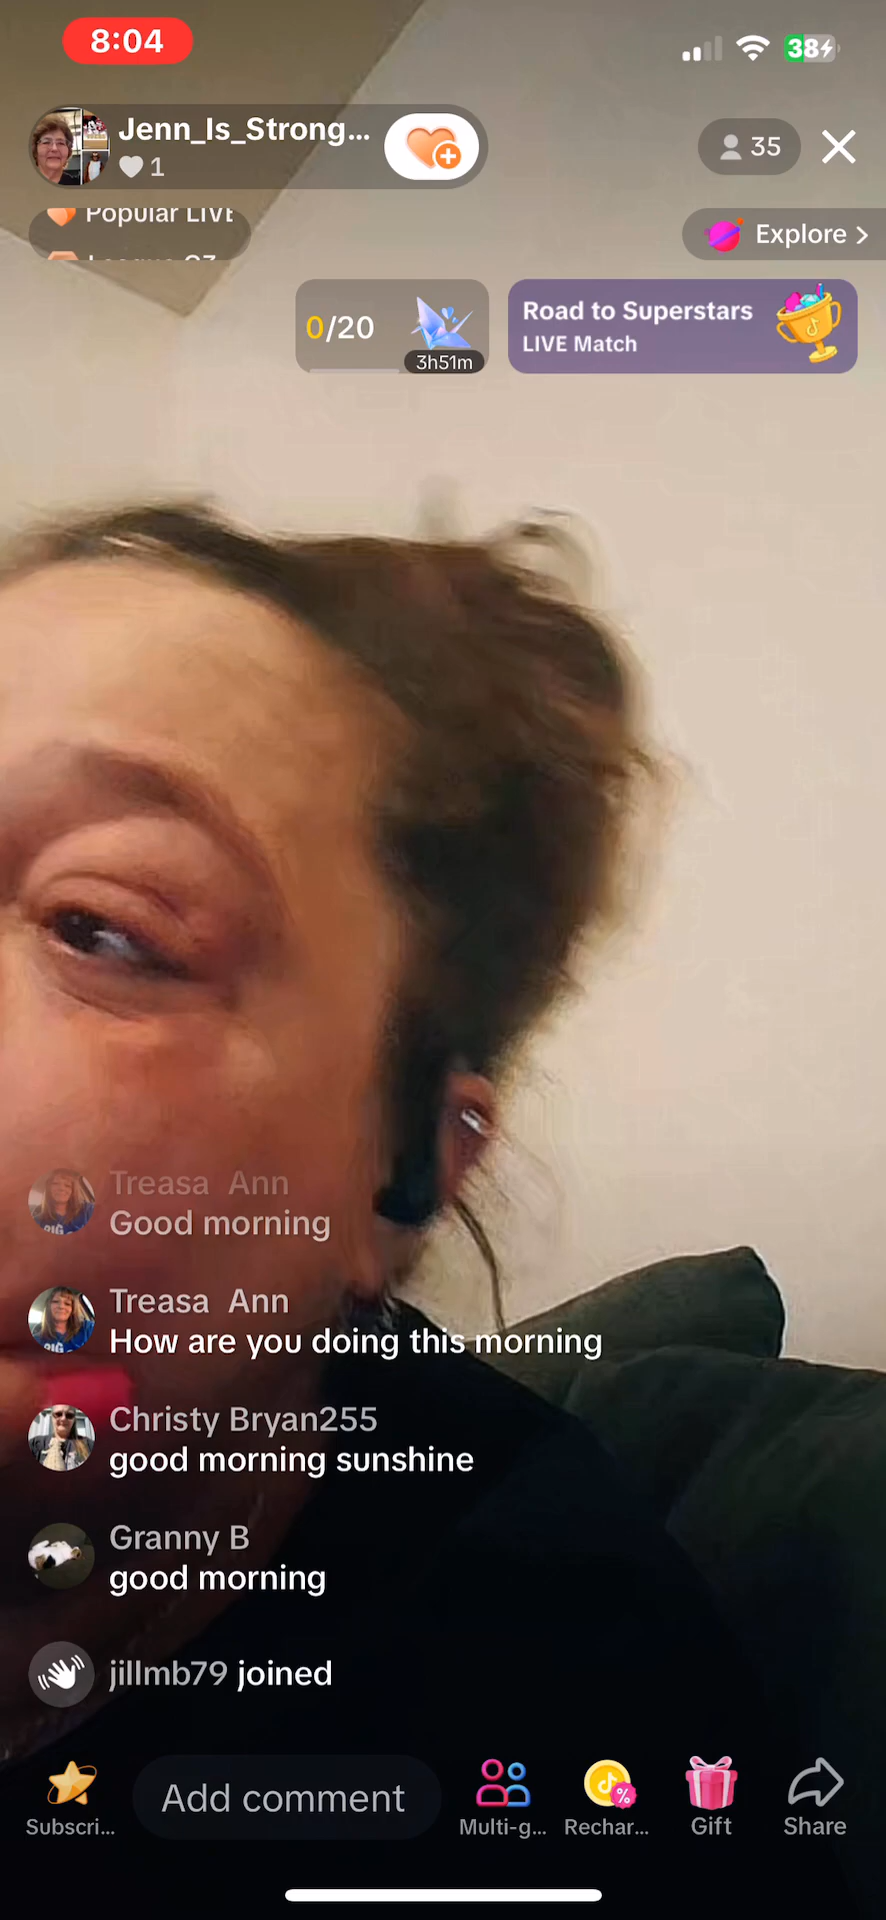 8:04
38
Jenn_Is_Strong...
1
35
Popular LIVE
Explore >
0/20
3h51m
Road to Superstars
LIVE Match
Treasa Ann
Good morning
Treasa Ann
How are you doing this morning
Christy Bryan255
good morning sunshine
Granny B
good morning
jillmb79 joined
Add comment
Subscri...
Multi-g...
Rechar...
Gift
Share